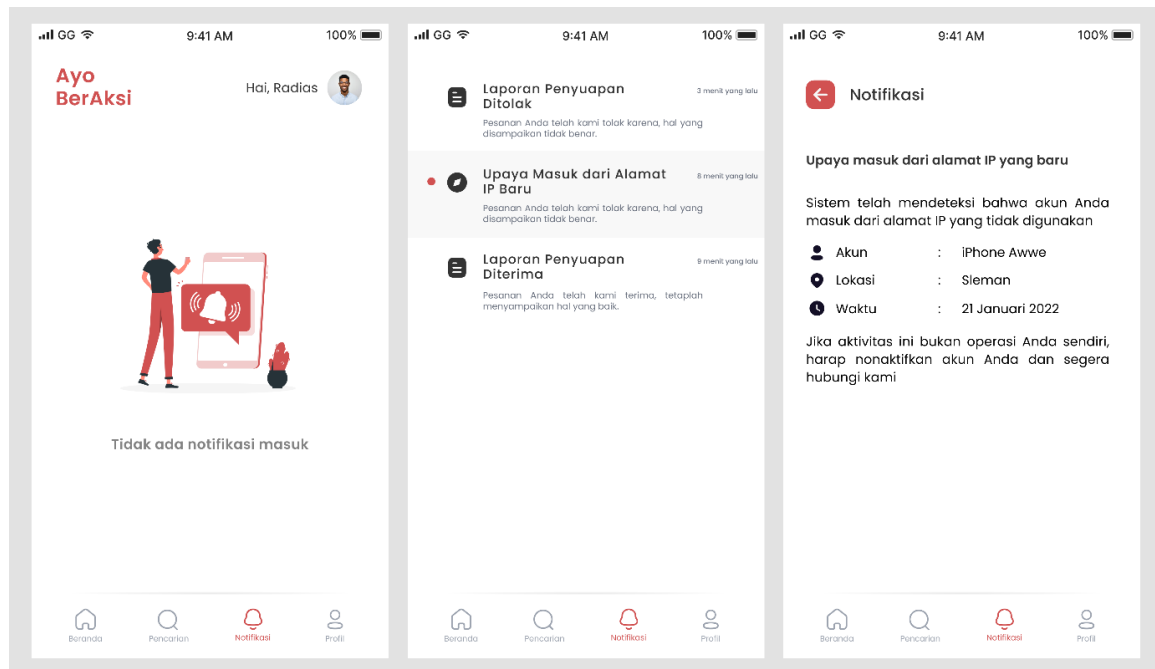 GG
9:41 AM
100%
Ayo
BerAksi
Hai, Radias
Tidak ada notifikasi masuk
Beranda
Pencarian
Notifikasi
Profil
GG
9:41 AM
100%
Laporan Penyuapan
Ditolak
3 menit yang lalu
Pesanan Anda telah kami tolak karena, hal yang
disampaikan tidak benar.
Upaya Masuk dari Alamat
IP Baru
8 menit yang lalu
Pesanan Anda telah kami tolak karena, hal yang
disampaikan tidak benar.
Laporan Penyuapan
Diterima
9 menit yang lalu
Pesanan Anda telah kami terima, tetaplah
menyampaikan hal yang baik.
Beranda
Pencarian
Notifikasi
Profil
GG
9:41 AM
100%
Notifikasi
Upaya masuk dari alamat IP yang baru
Sistem telah mendeteksi bahwa akun Anda
masuk dari alamat IP yang tidak digunakan
Akun : iPhone Awwe
Lokasi : Sleman
Waktu : 21 Januari 2022
Jika aktivitas ini bukan operasi Anda sendiri,
harap nonaktifkan akun Anda dan segera
hubungi kami
Beranda
Pencarian
Notifikasi
Profil